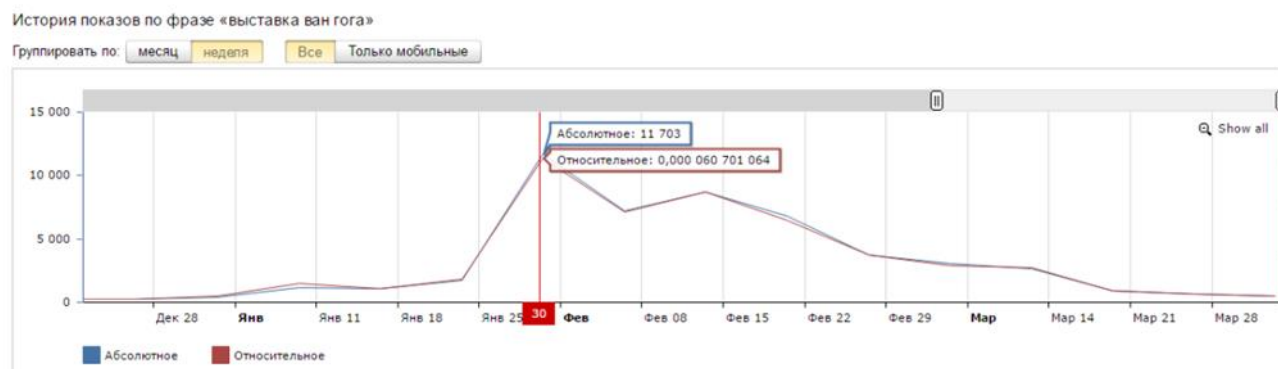 История показов по фразе «выставка ван гога»
Группировать по: месяц неделя Все Только мобильные
15 000
Абсолютное: 11 703
Show all
Относительное: 0,000 060 701 064
10 000
5 000
0
Дек 28 Янв Янв 11 Янв 18 Янв 25 30 Фев Фев 08 Фев 15 Фев 22 Фев 29 Мар Мар 14 Мар 21 Мар 28
Абсолютное Относительное